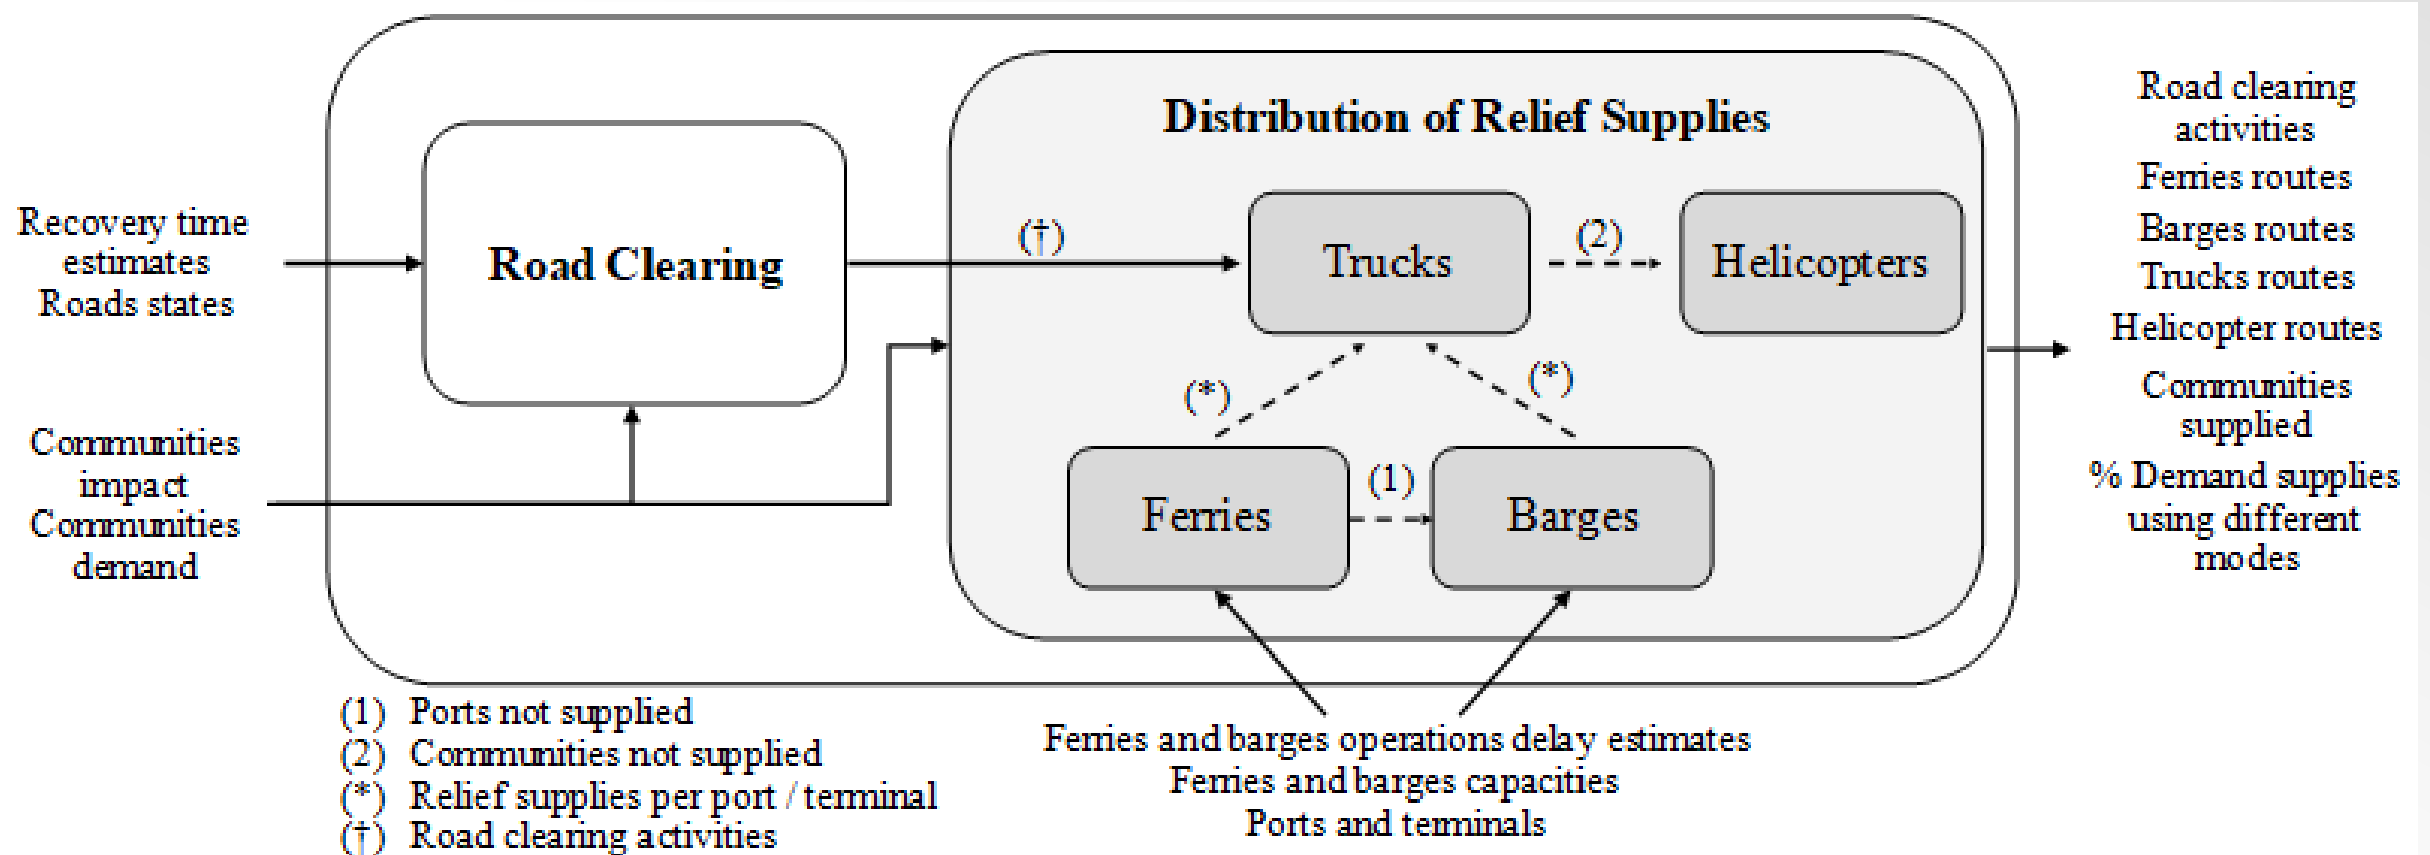 Recovery time
estimates
Roads states
Communities
impact
Communities
demand
Road Clearing
(†)
Distribution of Relief Supplies
Trucks
(2)
Helicopters
(*)
(*)
Ferries
(1)
Barges
Road clearing
activities
Ferries routes
Barges routes
Trucks routes
Helicopter routes
Communities
supplied
% Demand supplies
using different
modes
(1) Ports not supplied
(2) Communities not supplied
(*) Relief supplies per port / terminal
(†) Road clearing activities
Ferries and barges operations delay estimates
Ferries and barges capacities
Ports and terminals